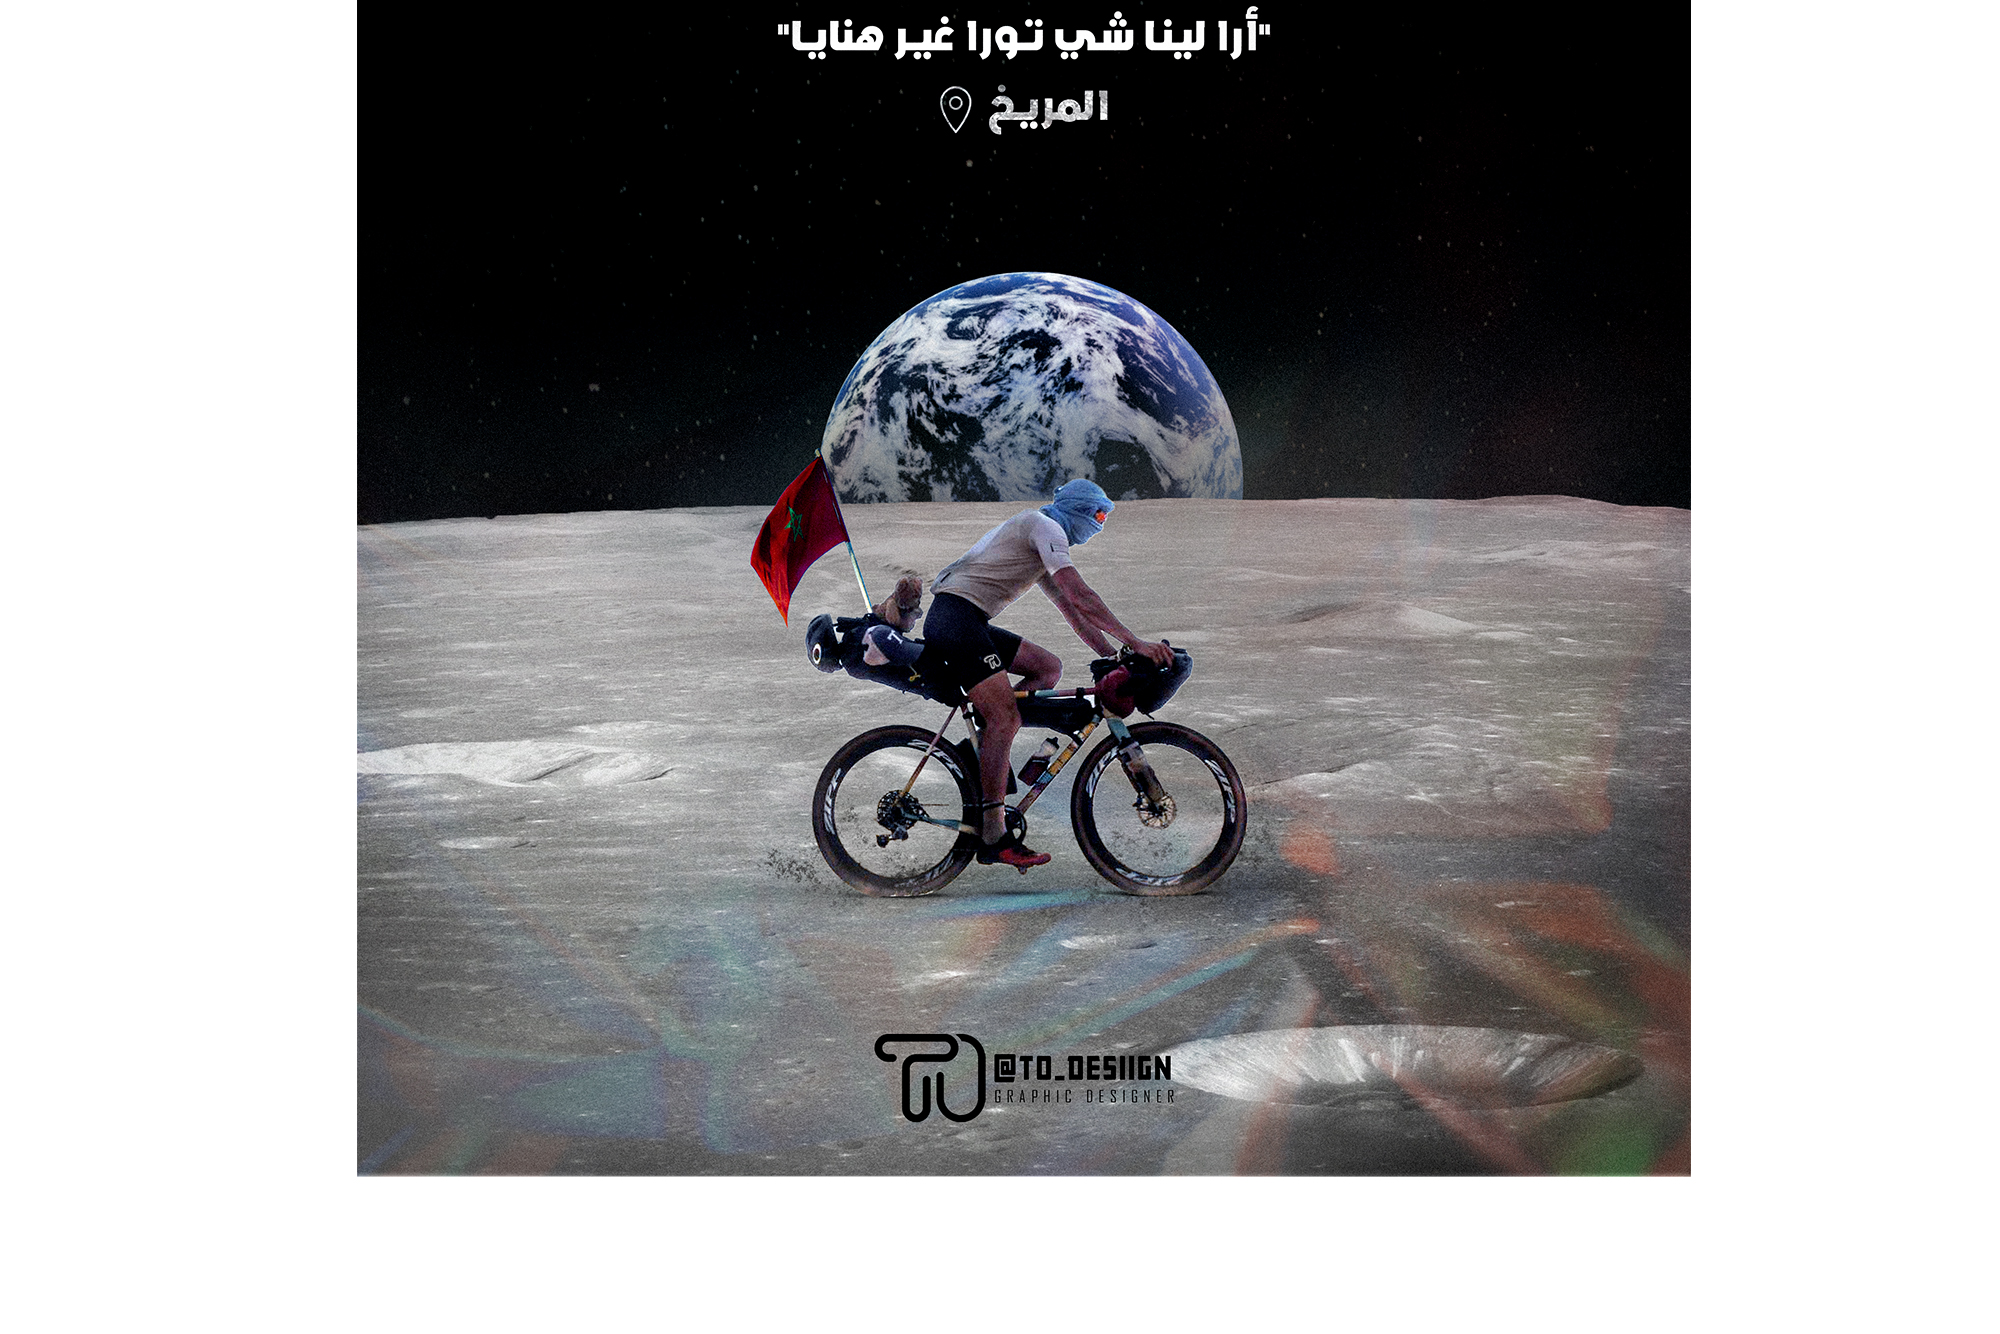 "أرا لينا شي تورا غير هنايا"
المريخ
@TO_DESIIGN
GRAPHIC DESIGNER